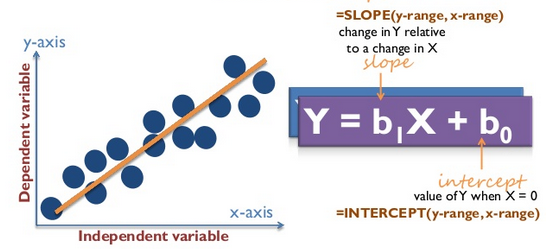 y-axis
Dependent variable
x-axis
Independent variable
=SLOPE(y-range, x-range)
change in Y relative
to a change in X
slope
Y = b₁X + b₀
intercept
value of Y when X = 0
=INTERCEPT(y-range, x-range)